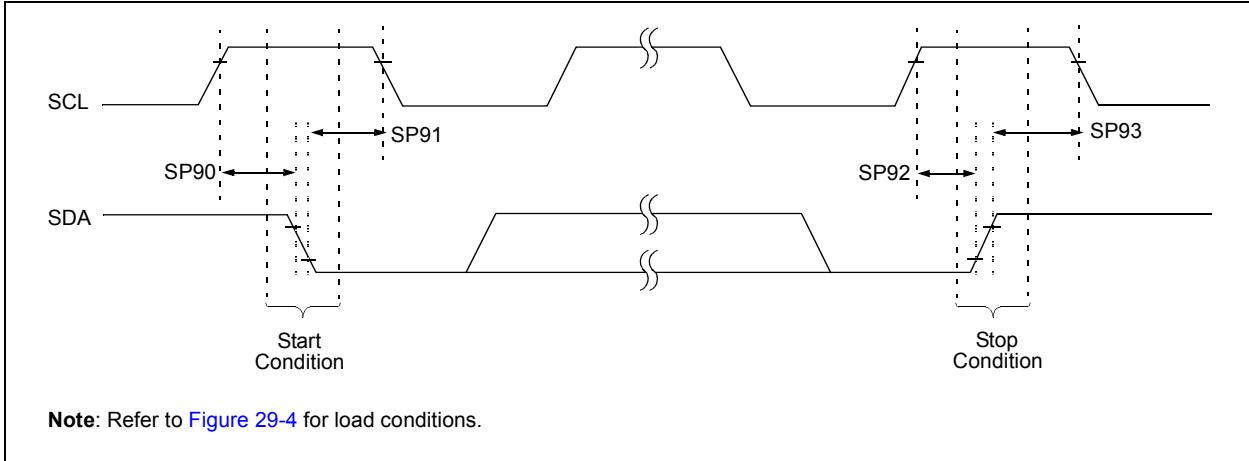 SCL
SP91
SP93
SP90
SP92
SDA
Start
Condition
Stop
Condition
Note: Refer to Figure 29-4 for load conditions.